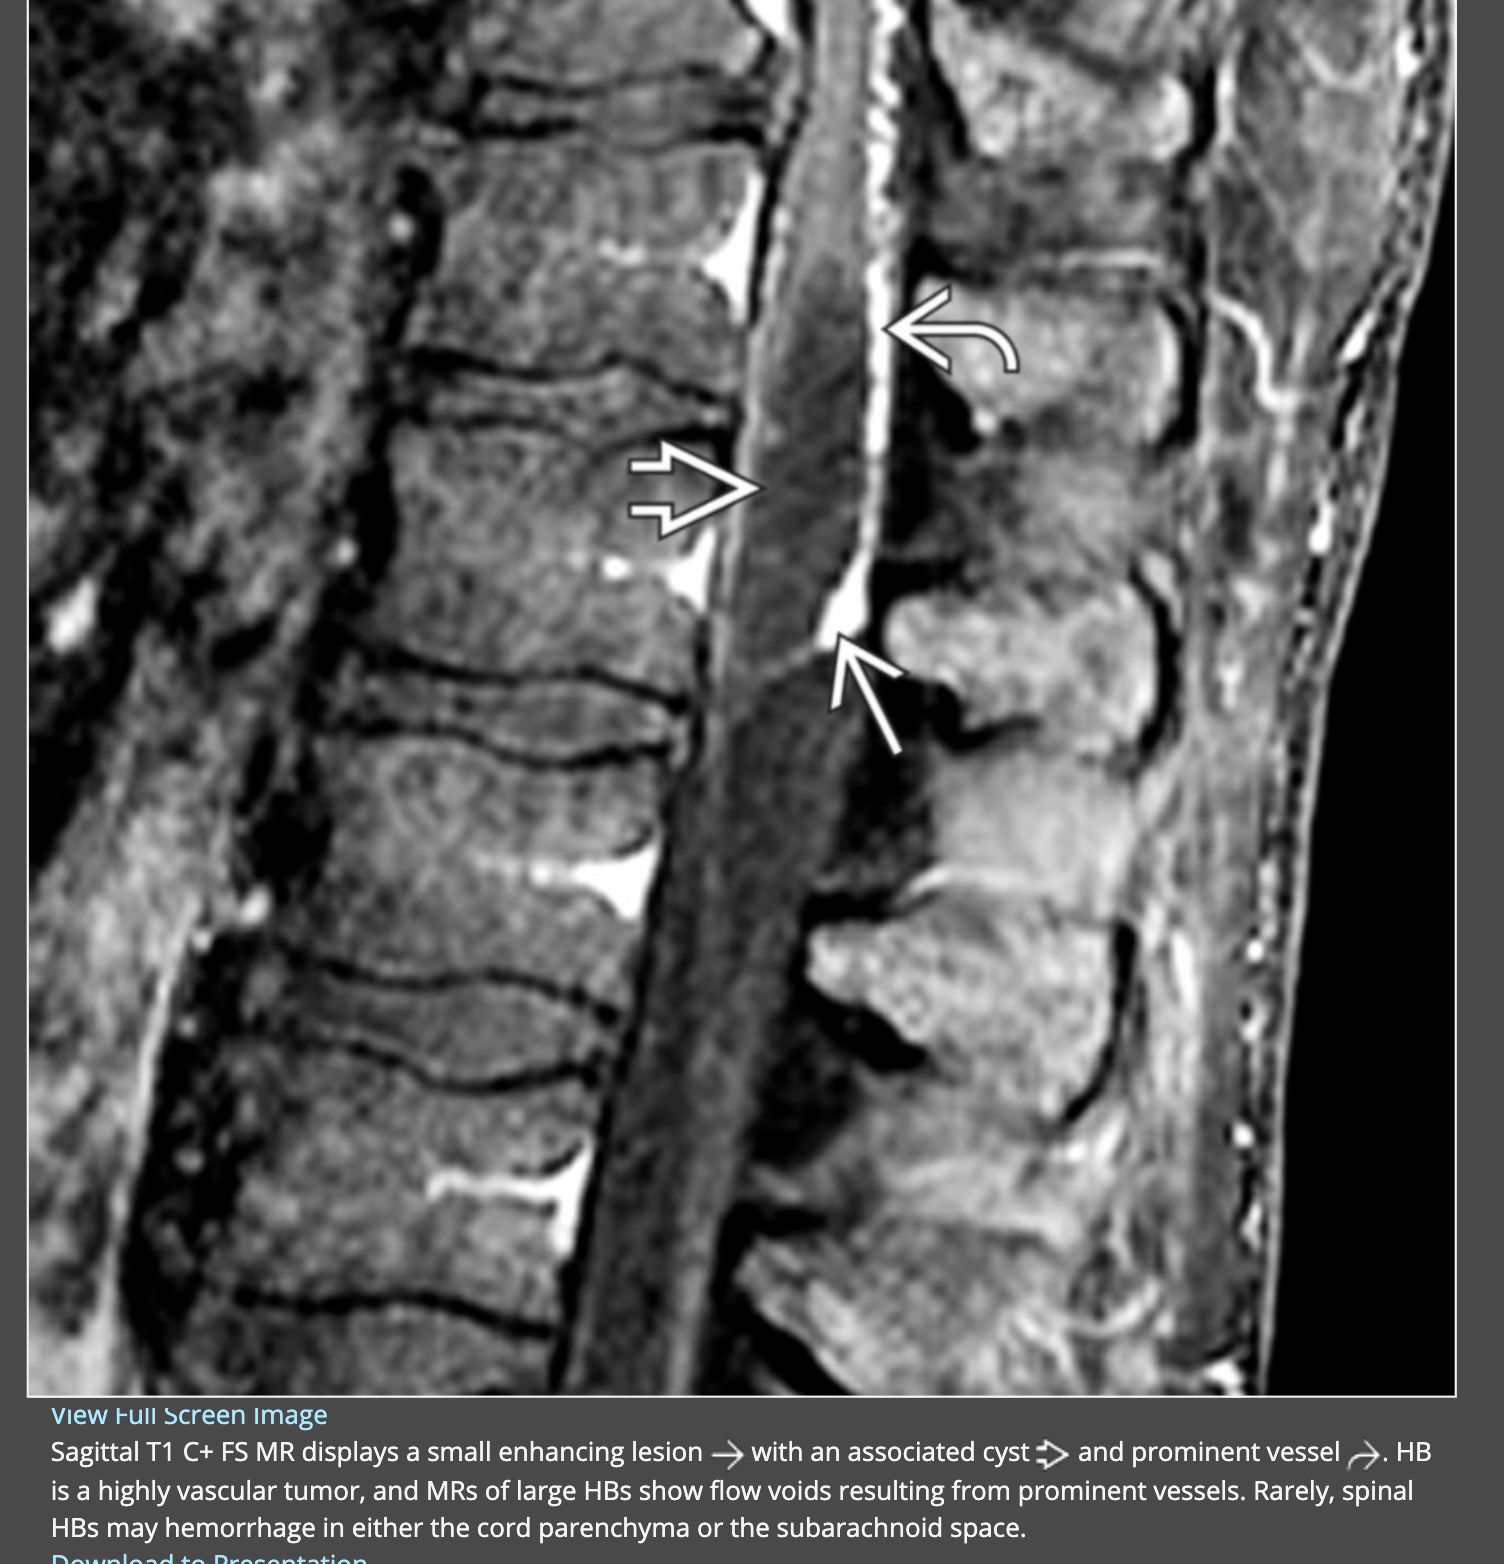 View Full Screen Image
Sagittal T1 C+ FS MR displays a small enhancing lesion → with an associated cyst ⇨ and prominent vessel ↷. HB
is a highly vascular tumor, and MRs of large HBs show flow voids resulting from prominent vessels. Rarely, spinal
HBs may hemorrhage in either the cord parenchyma or the subarachnoid space.
Download to Presentation